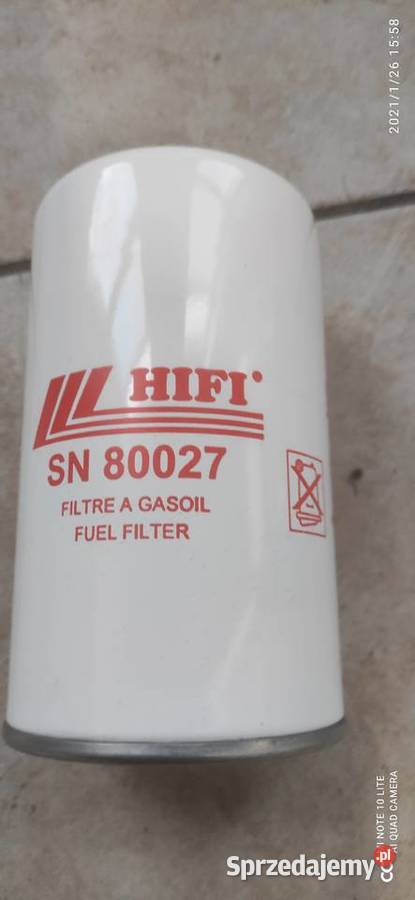 2021/1/26 15:58
HIFI
SN 80027
FILTRE A GASOIL
FUEL FILTER
NOTE 10 LITE
AI QUAD CAMERA
Sprzedajemy.pl